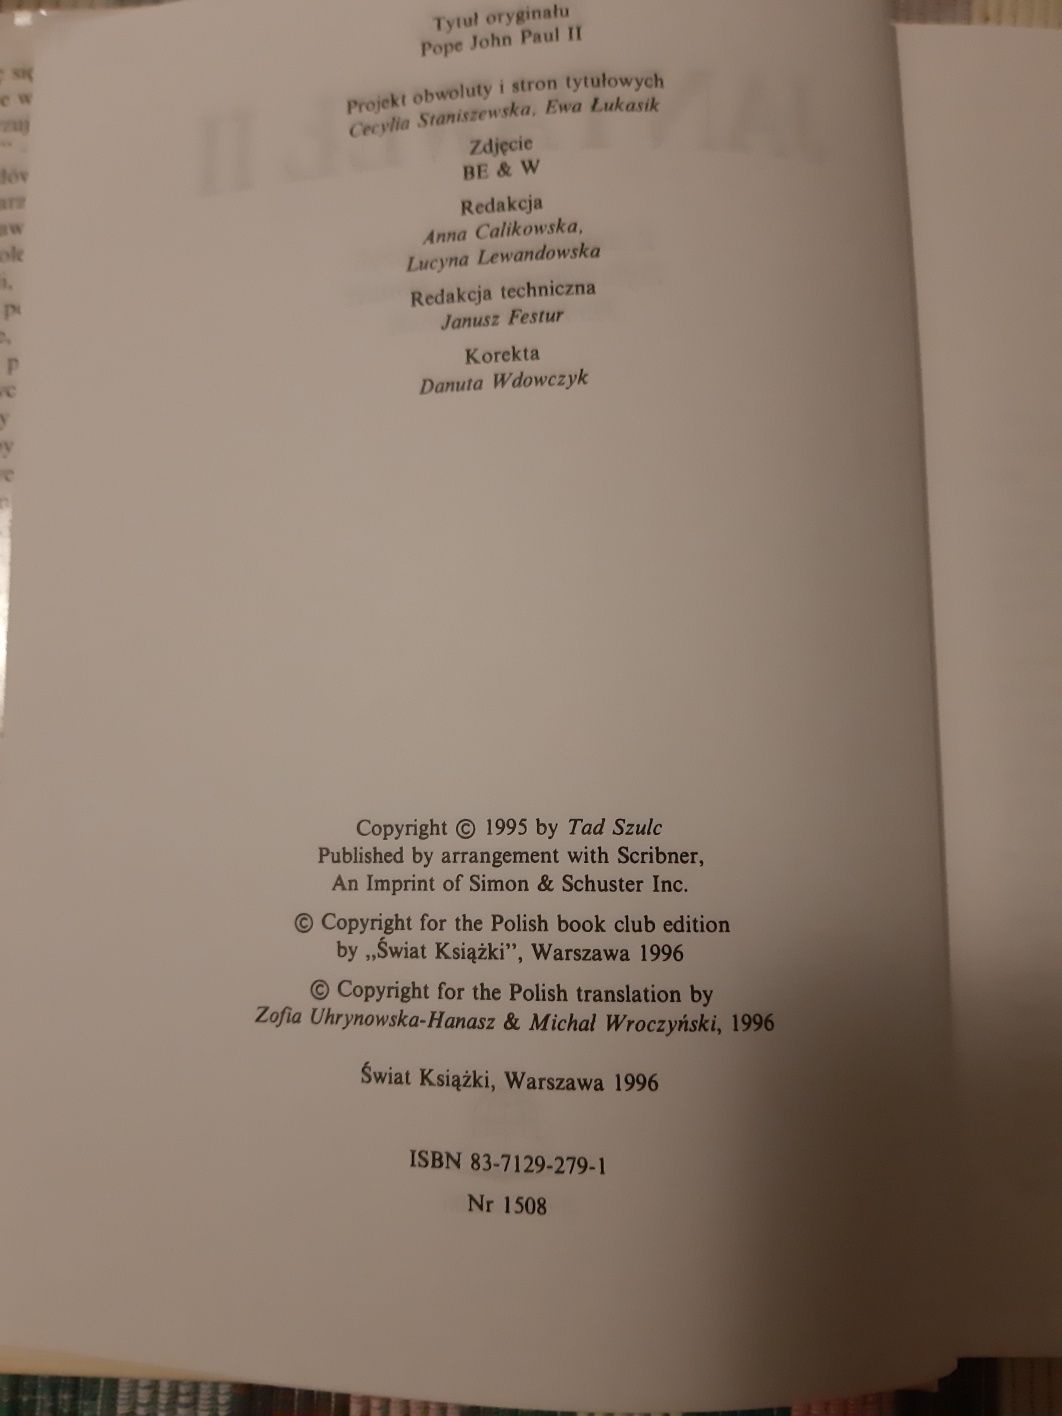 Tytuł oryginału
Pope John Paul II
Projekt obwoluty i stron tytułowych
Cecylia Staniszewska, Ewa Łukasik
Zdjęcie
BE & W
Redakcja
Anna Calikowska,
Lucyna Lewandowska
Redakcja techniczna
Janusz Festur
Korekta
Danuta Wdowczyk
Copyright © 1995 by Tad Szulc
Published by arrangement with Scribner,
An Imprint of Simon & Schuster Inc.
© Copyright for the Polish book club edition
by „Świat Książki”, Warszawa 1996
© Copyright for the Polish translation by
Zofia Uhrynowska-Hanasz & Michał Wroczyński, 1996
Świat Książki, Warszawa 1996
ISBN 83-7129-279-1
Nr 1508